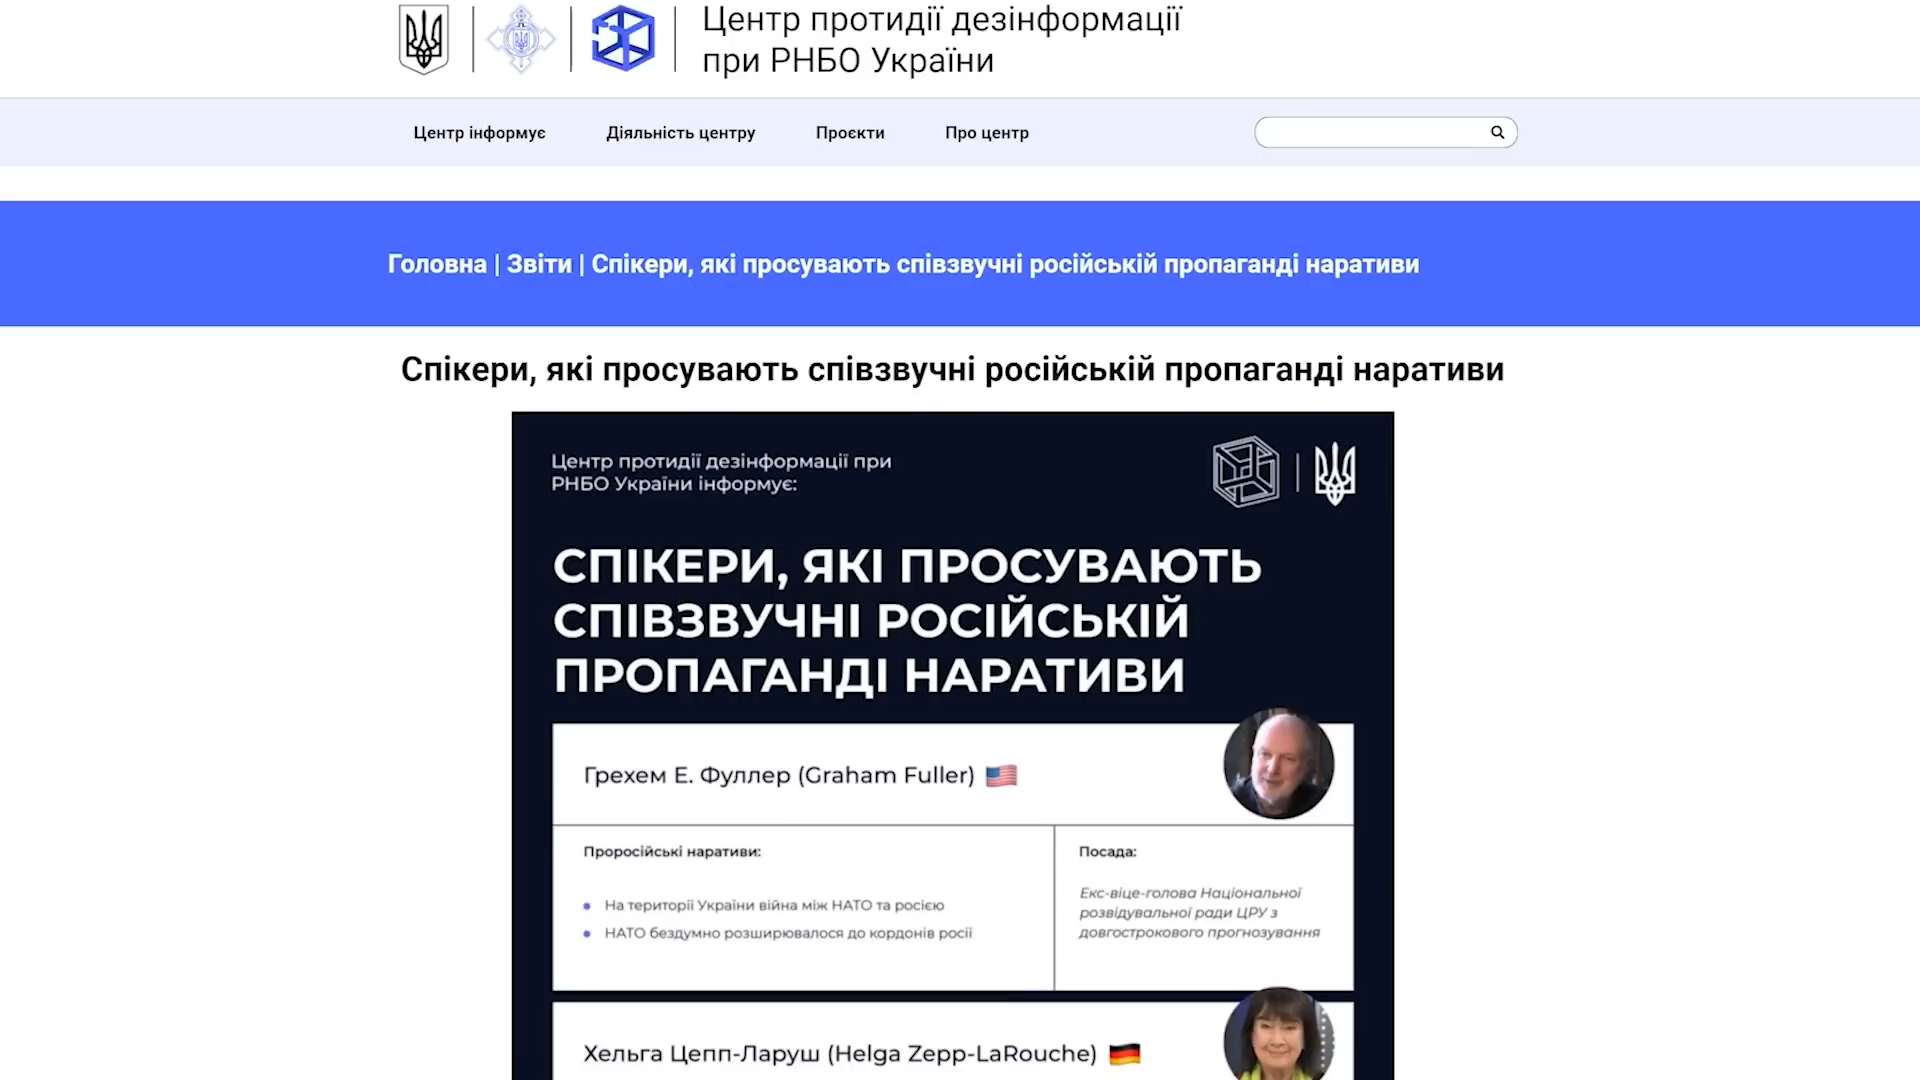 Центр протидії дезінформації
при РНБО України
Центр інформує
Діяльність центру
Проєкти
Про центр
Головна | Звіти | Спікери, які просувають співзвучні російській пропаганді наративи
Спікери, які просувають співзвучні російській пропаганді наративи
Центр протидії дезінформації при
РНБО України інформує:
СПІКЕРИ, ЯКІ ПРОСУВАЮТЬ
СПІВЗВУЧНІ РОСІЙСЬКІЙ
ПРОПАГАНДІ НАРАТИВИ
Грехем Е. Фуллер (Graham Fuller)
Проросійські наративи:
На території України війна між НАТО та росією
НАТО бездумно розширювалося до кордонів росії
Посада:
Екс-віце-голова Національної
розвідувальної ради ЦРУ з
довгострокового прогнозування
Хельга Цепп-Ларуш (Helga Zepp-LaRouche)